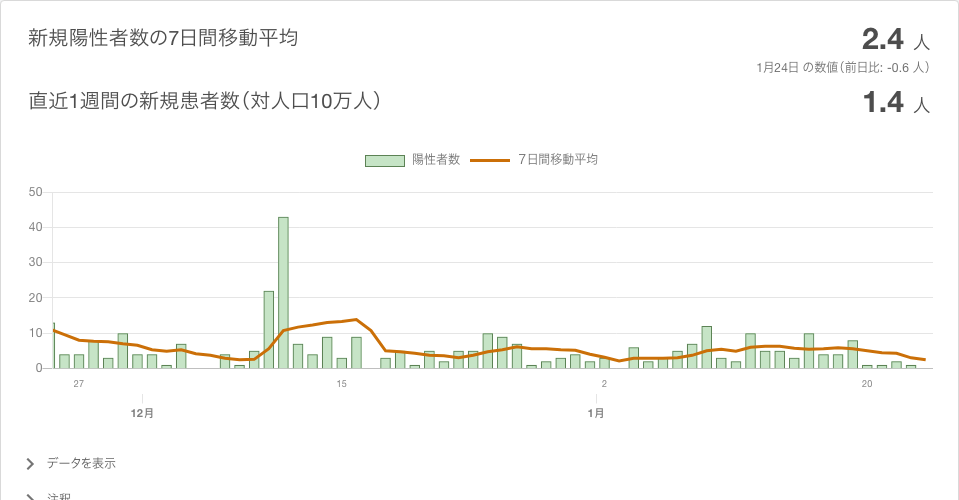 新規陽性者数の7日間移動平均
2.4 人
1月24日 の数値（前日比: -0.6 人）
直近1週間の新規患者数（対人口10万人）
1.4 人
陽性者数 7日間移動平均
50
40
30
20
10
0
27 15 2 20
12月 1月
データを表示
注釈